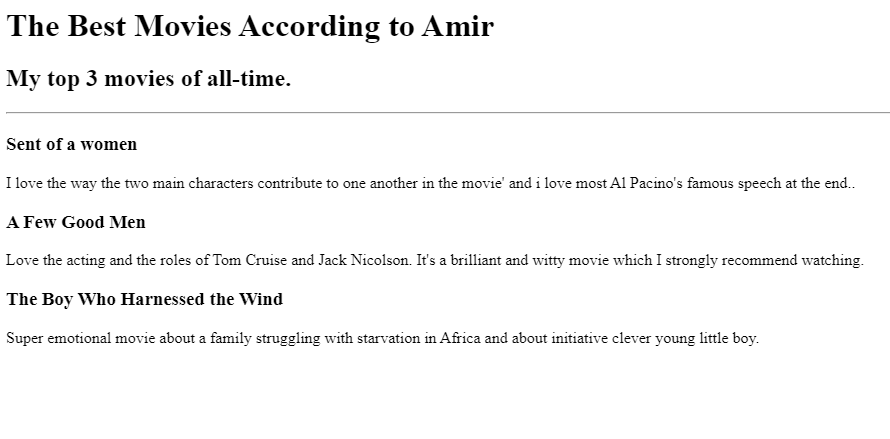 The Best Movies According to Amir
My top 3 movies of all-time.
Sent of a women
I love the way the two main characters contribute to one another in the movie' and i love most Al Pacino's famous speech at the end..
A Few Good Men
Love the acting and the roles of Tom Cruise and Jack Nicolson. It's a brilliant and witty movie which I strongly recommend watching.
The Boy Who Harnessed the Wind
Super emotional movie about a family struggling with starvation in Africa and about initiative clever young little boy.